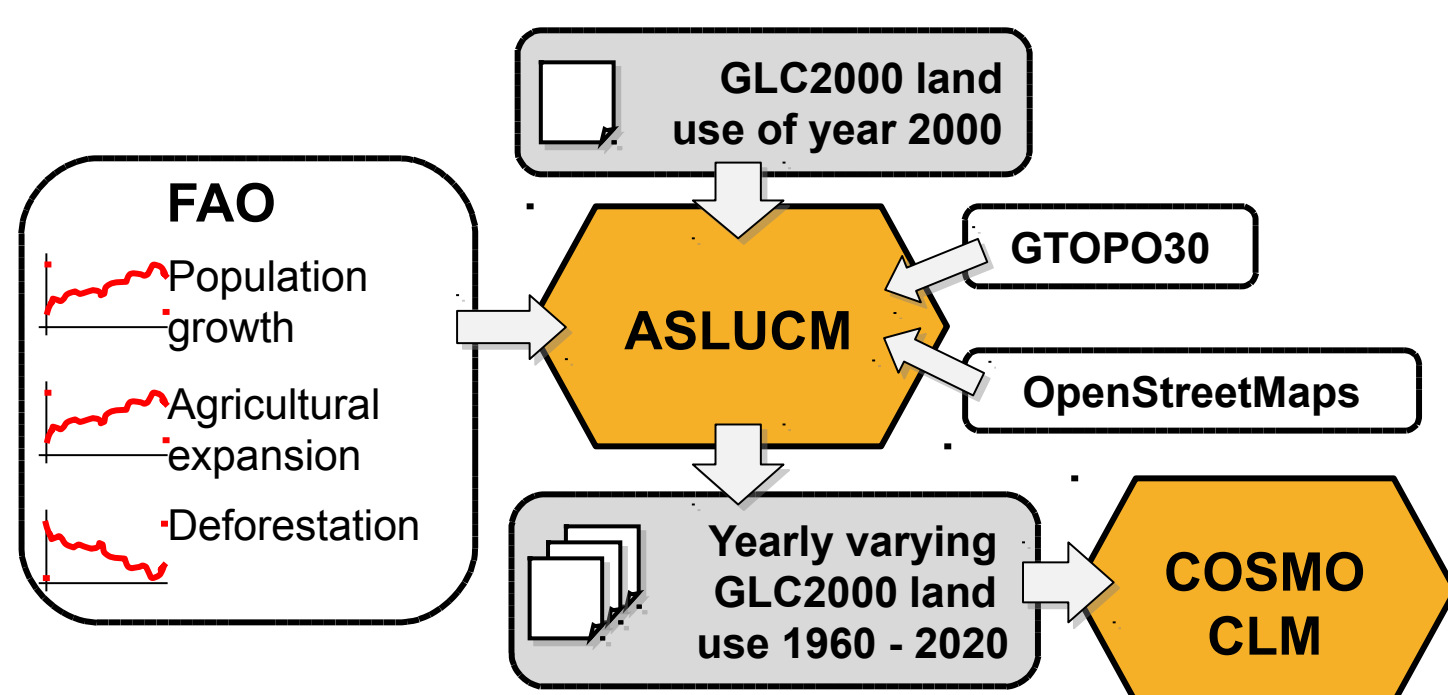 GLC2000 land
use of year 2000
FAO
Population
growth
Agricultural
expansion
Deforestation
ASLUCM
GTOPO30
OpenStreetMaps
Yearly varying
GLC2000 land
use 1960 - 2020
COSMO
CLM